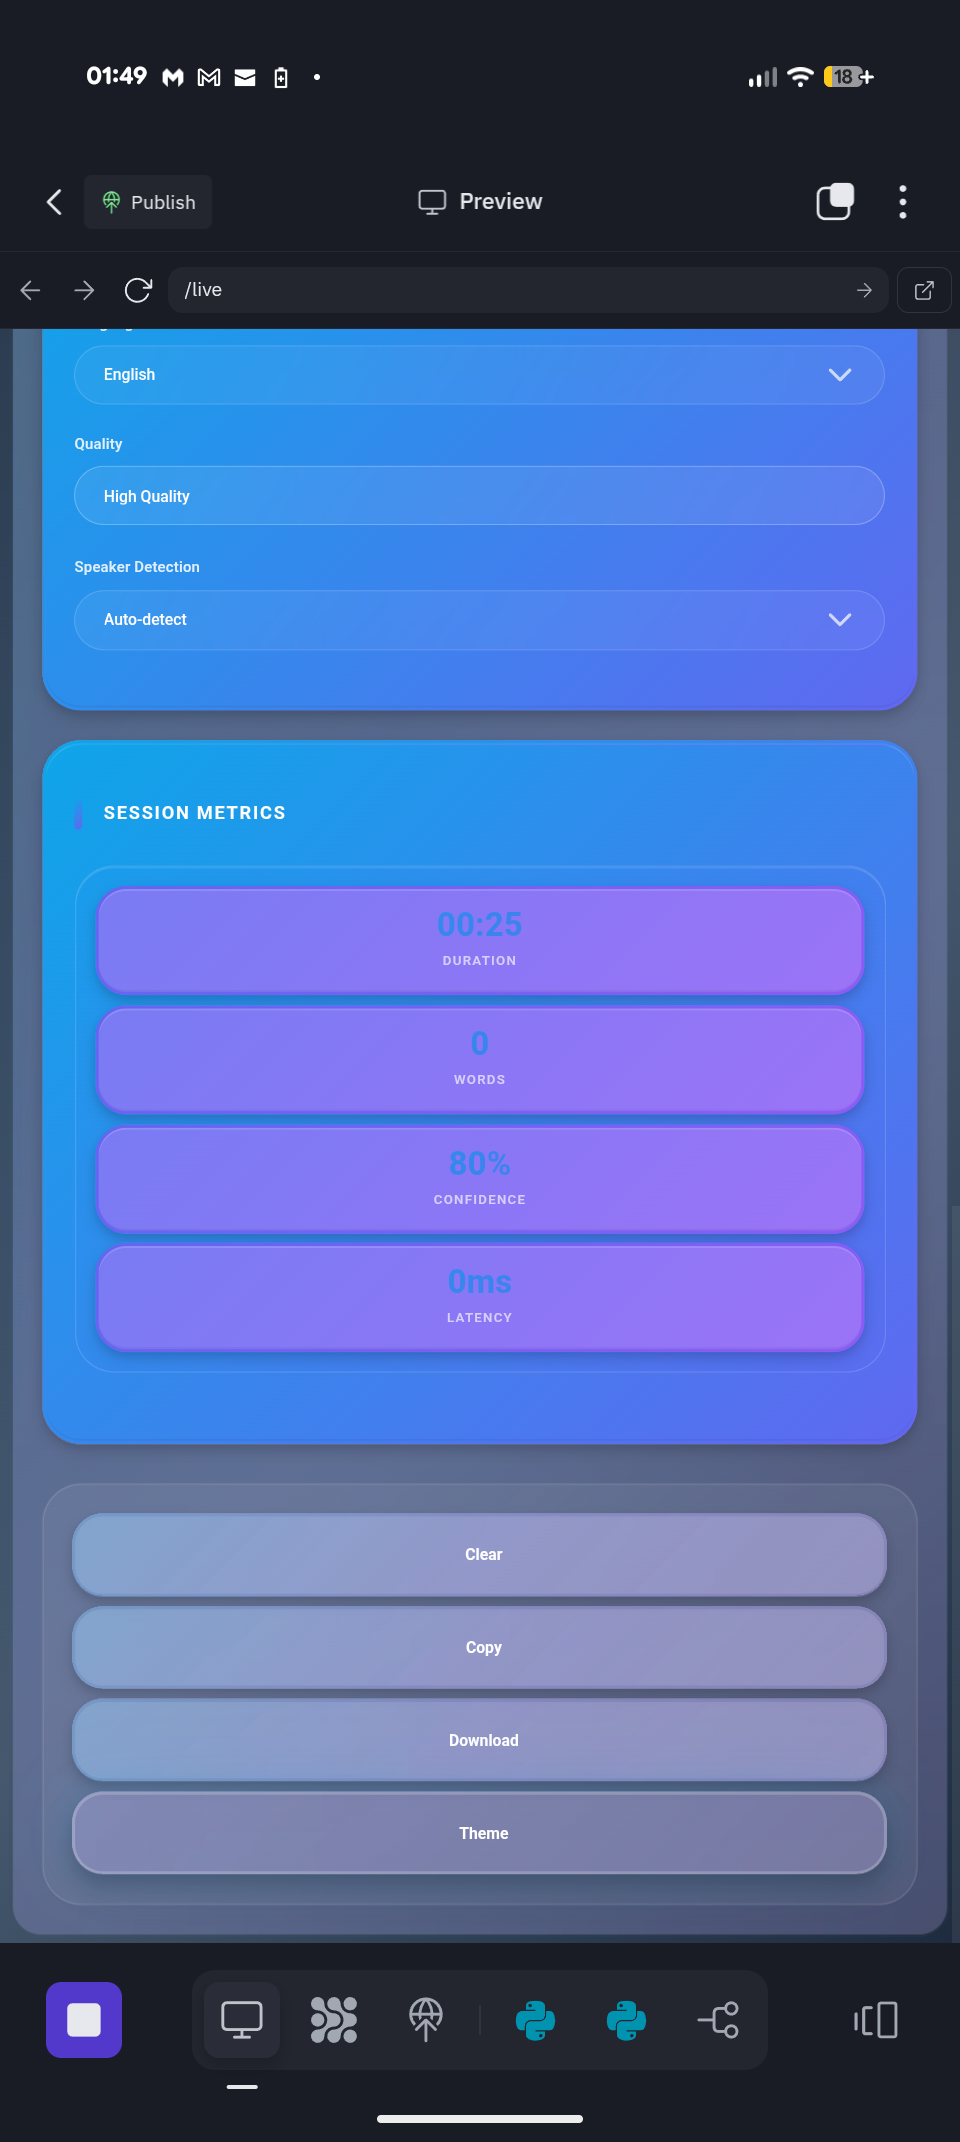 01:49
18
Publish
Preview
/live
English
Quality
High Quality
Speaker Detection
Auto-detect
SESSION METRICS
00:25
DURATION
0
WORDS
80%
CONFIDENCE
0ms
LATENCY
Clear
Copy
Download
Theme